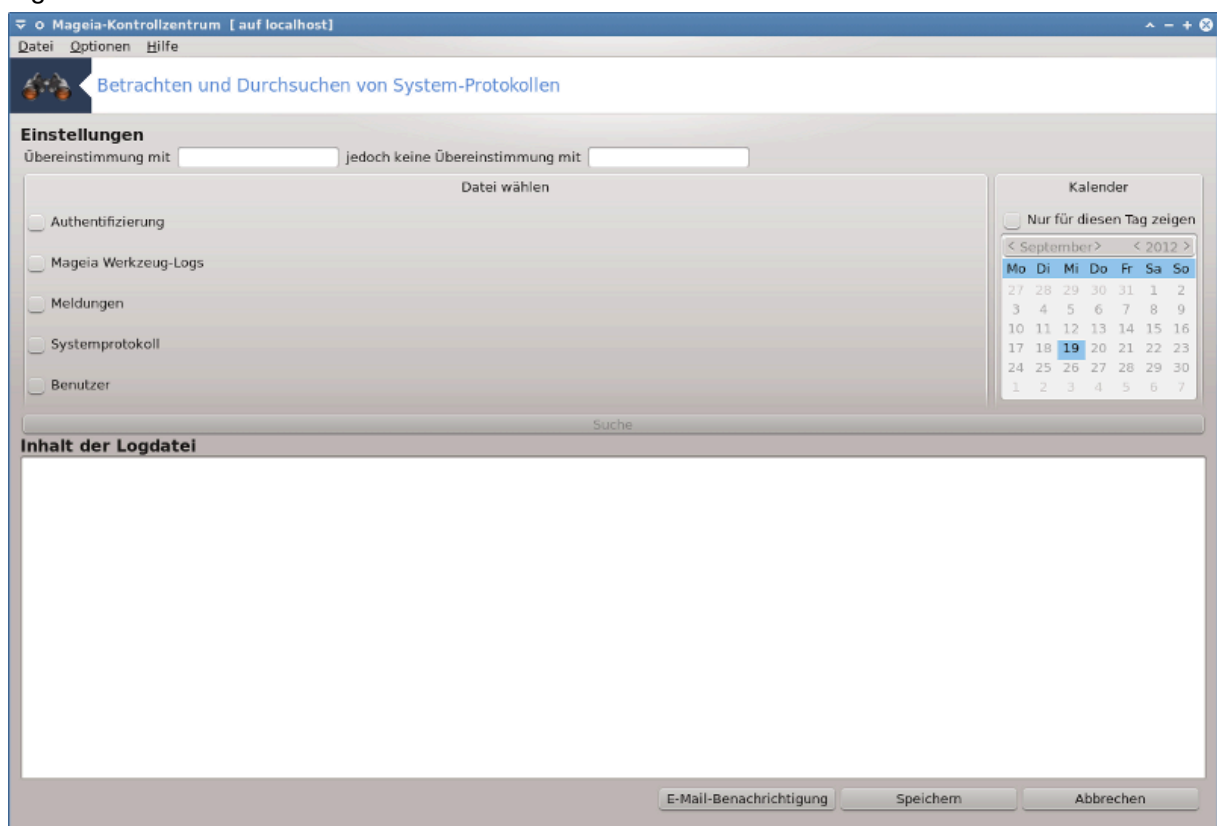 Mageia-Kontrollzentrum [ auf localhost]
Datei Optionen Hilfe
Betrachten und Durchsuchen von System-Protokollen
Einstellungen
Übereinstimmung mit jedoch keine Übereinstimmung mit
Datei wählen
Authentifizierung
Mageia Werkzeug-Logs
Meldungen
Systemprotokoll
Benutzer
Kalender
Nur für diesen Tag zeigen
< September > < 2012 >
Mo Di Mi Do Fr Sa So
27 28 29 30 31 1 2
3 4 5 6 7 8 9
10 11 12 13 14 15 16
17 18 19 20 21 22 23
24 25 26 27 28 29 30
1 2 3 4 5 6 7
Suche
Inhalt der Logdatei
E-Mail-Benachrichtigung Speichern Abbrechen